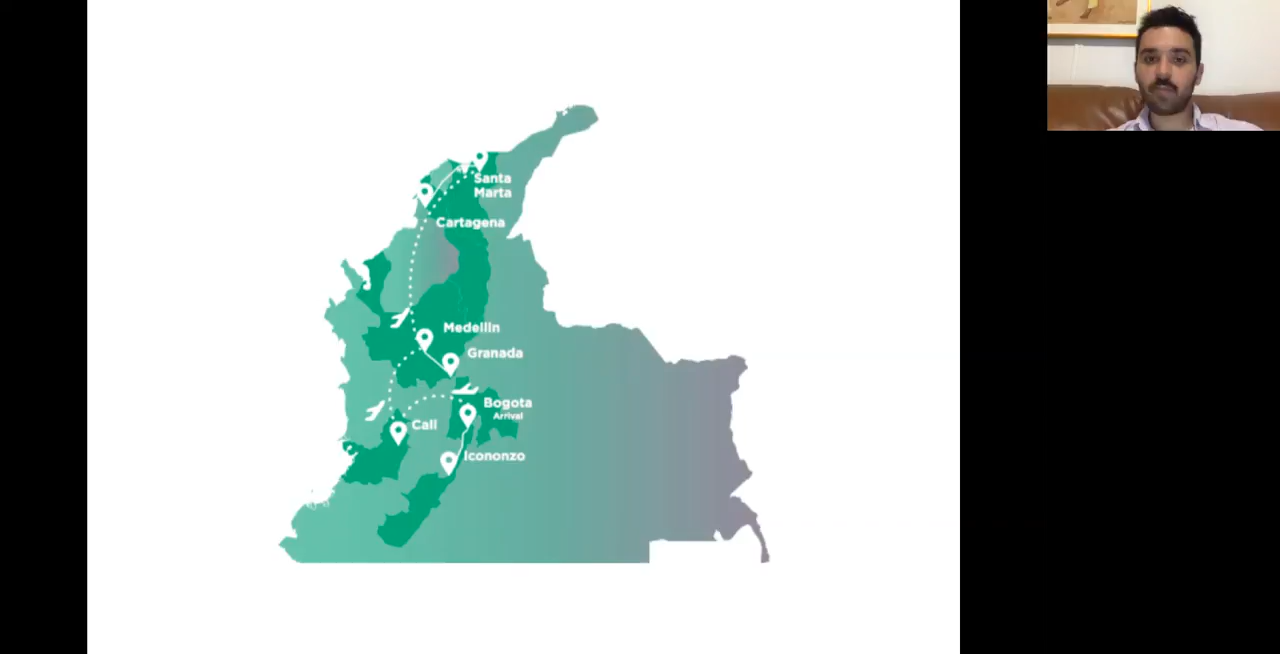 Santa
Marta
Cartagena
Medellin
Granada
Bogota
Arrival
Cali
Icononzo